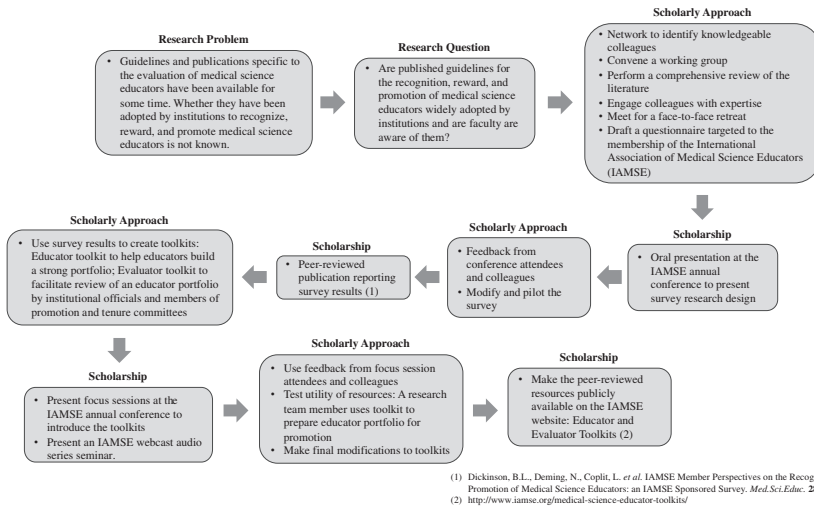 Research Problem
• Guidelines and publications specific to
the evaluation of medical science
educators have been available for
some time. Whether they have been
adopted by institutions to recognize,
reward, and promote medical science
educators is not known.
Research Question
• Are published guidelines for
the recognition, reward, and
promotion of medical science
educators widely adopted by
institutions and are faculty are
aware of them?
Scholarly Approach
• Network to identify knowledgeable
colleagues
• Convene a working group
• Perform a comprehensive review of the
literature
• Engage colleagues with expertise
• Meet for a face-to-face retreat
• Draft a questionnaire targeted to the
membership of the International
Association of Medical Science Educators
(IAMSE)
Scholarship
• Oral presentation at the
IAMSE annual
conference to present
survey research design
Scholarly Approach
• Feedback from
conference attendees
and colleagues
• Modify and pilot the
survey
Scholarship
• Peer-reviewed
publication reporting
survey results (1)
Scholarly Approach
• Use survey results to create toolkits:
Educator toolkit to help educators build
a strong portfolio; Evaluator toolkit to
facilitate review of an educator portfolio
by institutional officials and members of
promotion and tenure committees
Scholarship
• Present focus sessions at the
IAMSE annual conference to
introduce the toolkits
• Present an IAMSE webcast audio
series seminar.
Scholarly Approach
• Use feedback from focus session
attendees and colleagues
• Test utility of resources: A research
team member uses toolkit to
prepare educator portfolio for
promotion
• Make final modifications to toolkits
Scholarship
• Make the peer-reviewed
resources publicly
available on the IAMSE
website: Educator and
Evaluator Toolkits (2)
(1) Dickinson, B.L., Deming, N., Coplit, L. et al. IAMSE Member Perspectives on the Recog
Promotion of Medical Science Educators: an IAMSE Sponsored Survey. Med.Sci.Educ.
(2) http://www.iamse.org/medical-science-educator-toolkits/